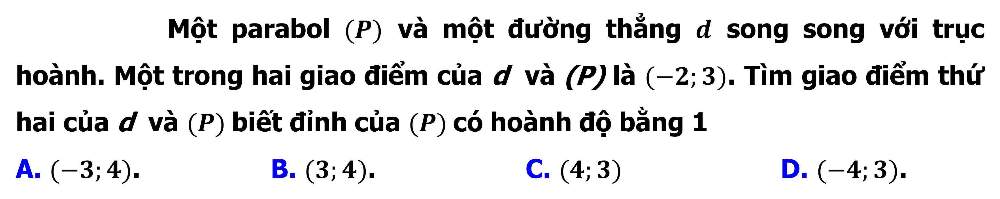 Một parabol (P) và một đường thẳng d song song với trục
hoành. Một trong hai giao điểm của d và (P) là (−2; 3). Tìm giao điểm thứ
hai của d và (P) biết đỉnh của (P) có hoành độ bằng 1
A. (−3; 4). B. (3; 4). C. (4; 3) D. (−4; 3).